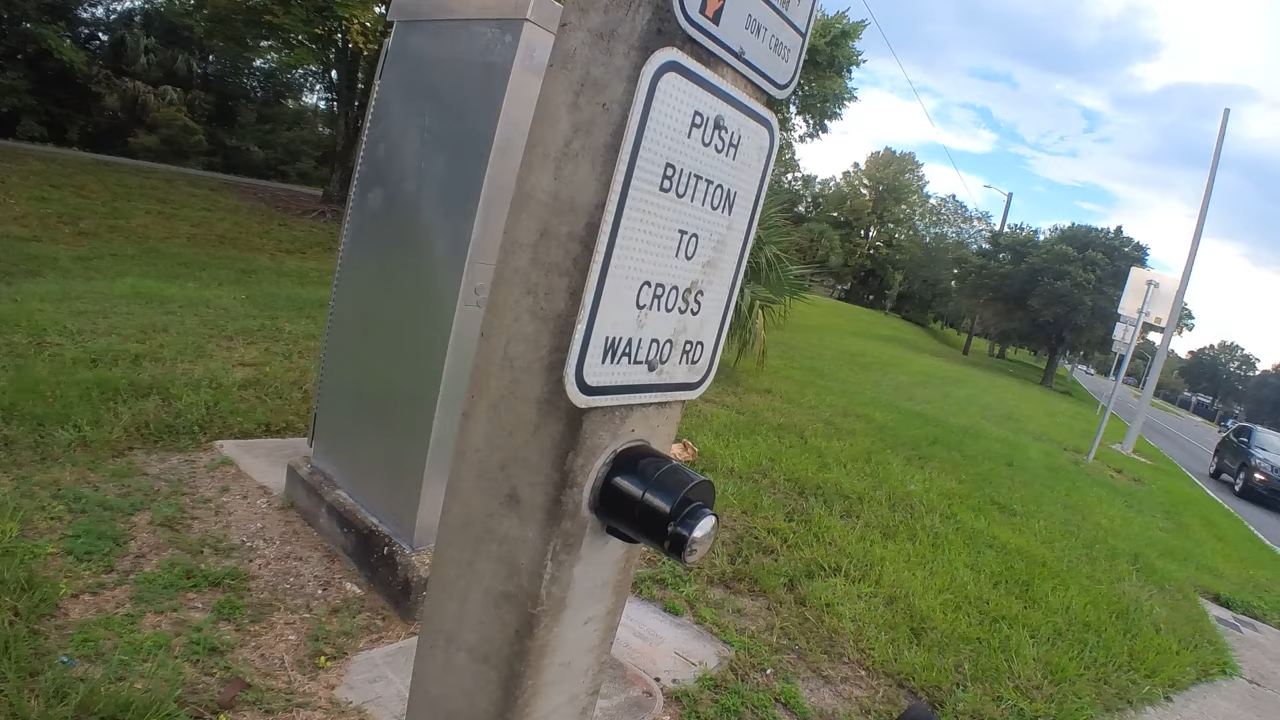 DON'T CROSS
PUSH
BUTTON
TO
CROSS
WALDO RD